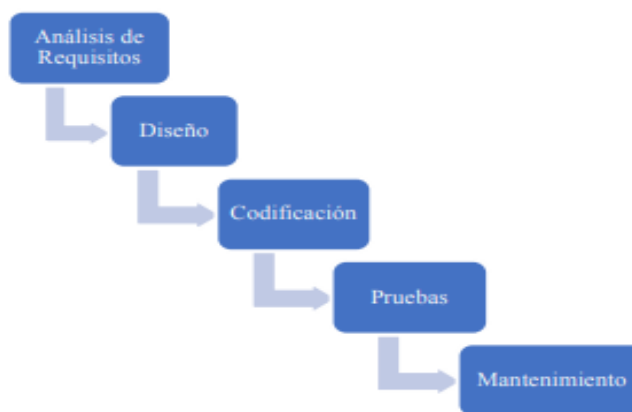 Análisis de
Requisitos
Diseño
Codificación
Pruebas
Mantenimiento